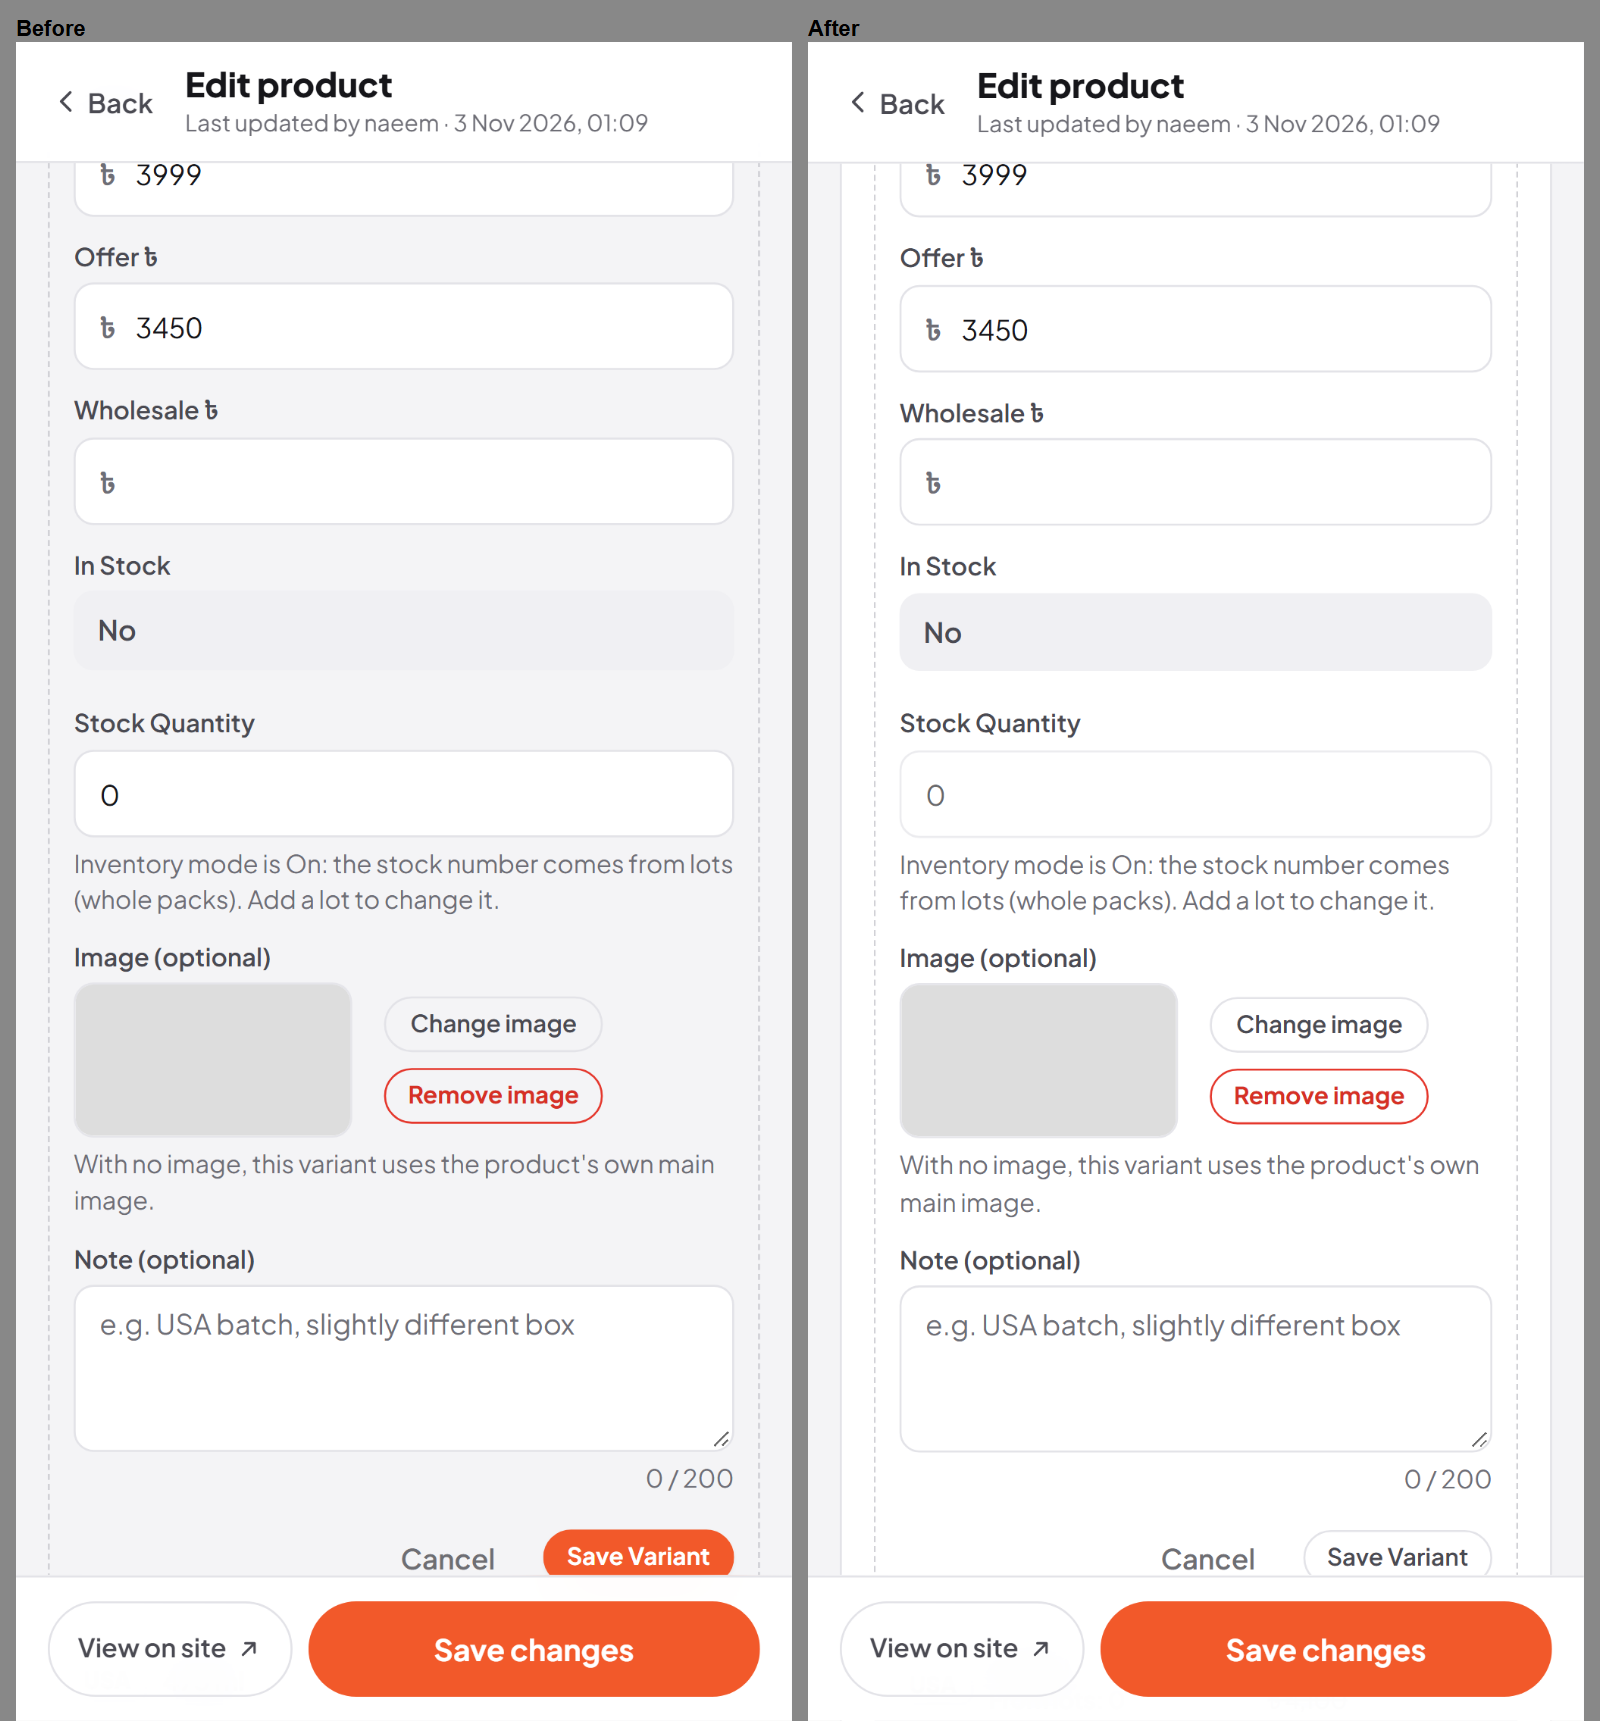 Before
Back
Edit product
Last updated by naeem · 3 Nov 2026, 01:09
৳ 3999
Offer ৳
৳ 3450
Wholesale ৳
৳
In Stock
No
Stock Quantity
0
Inventory mode is On: the stock number comes from lots
(whole packs). Add a lot to change it.
Image (optional)
Change image
Remove image
With no image, this variant uses the product's own main
image.
Note (optional)
e.g. USA batch, slightly different box
0 / 200
Cancel
Save Variant
View on site ↗
Save changes
After
Back
Edit product
Last updated by naeem · 3 Nov 2026, 01:09
৳ 3999
Offer ৳
৳ 3450
Wholesale ৳
৳
In Stock
No
Stock Quantity
0
Inventory mode is On: the stock number comes
from lots (whole packs). Add a lot to change it.
Image (optional)
Change image
Remove image
With no image, this variant uses the product's own
main image.
Note (optional)
e.g. USA batch, slightly different box
0 / 200
Cancel
Save Variant
View on site ↗
Save changes